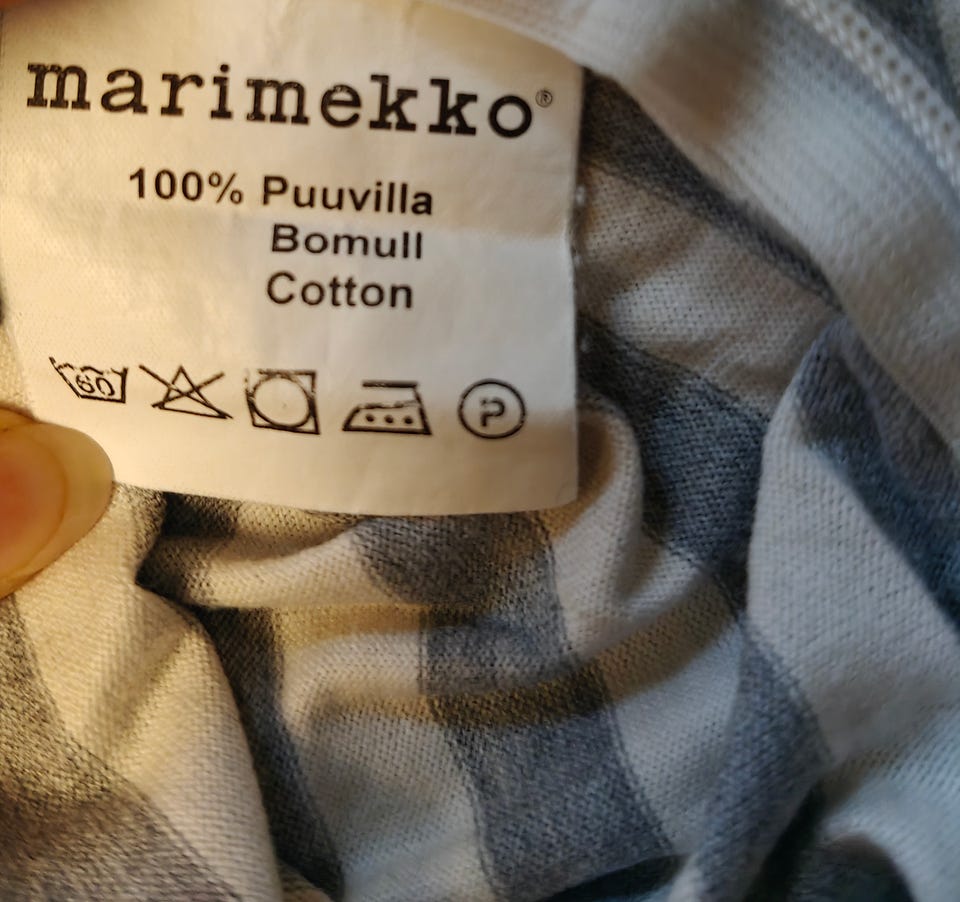 marimekko®
100% Puuvilla
Bomull
Cotton
60
P